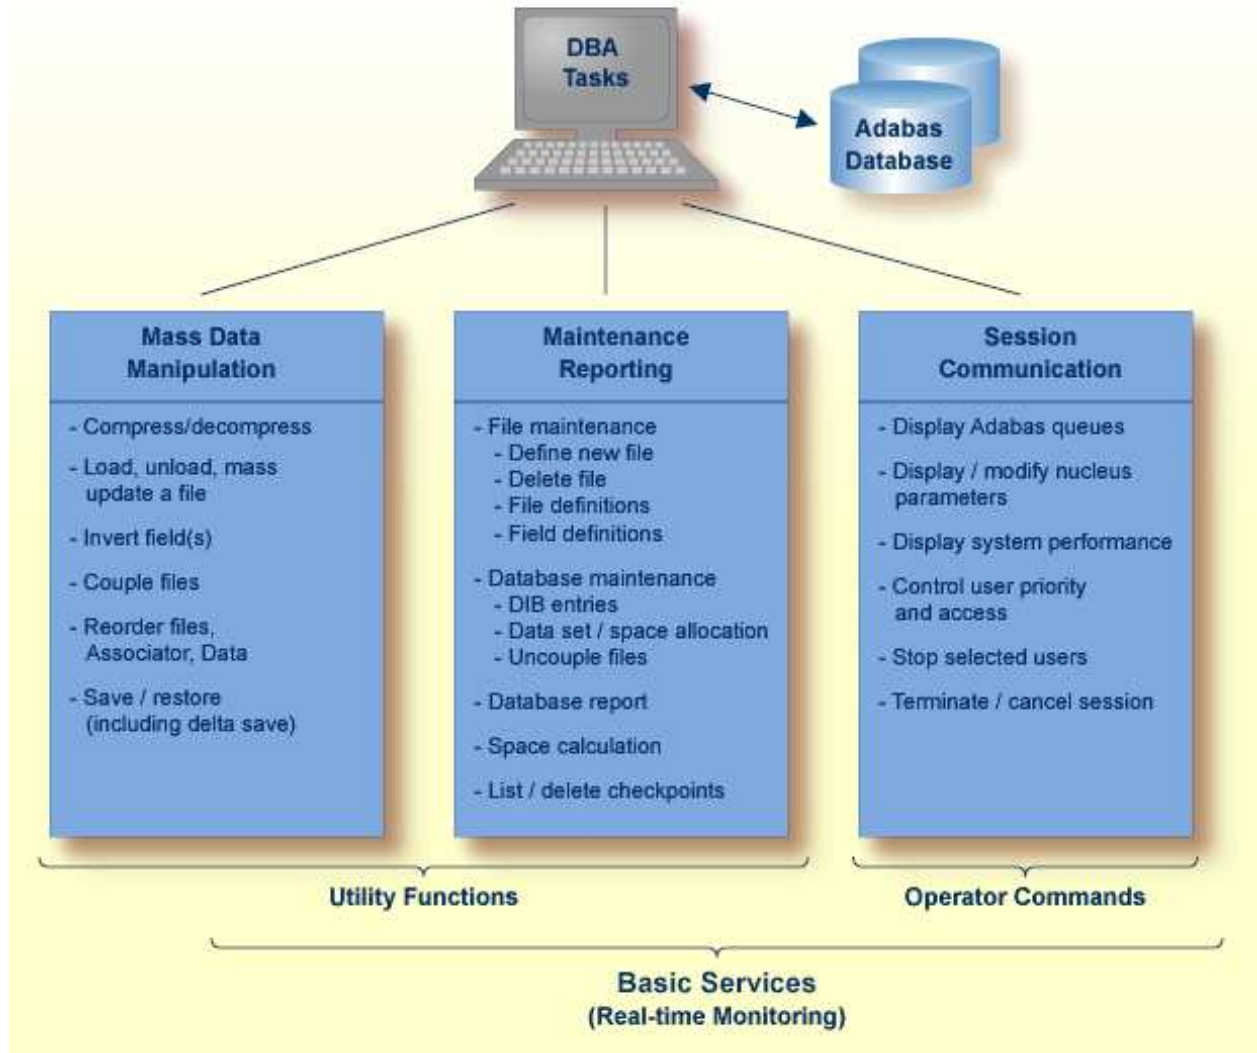 DBA
Tasks
Adabas
Database
Mass Data
Manipulation
- Compress/decompress
- Load, unload, mass
update a file
- Invert field(s)
- Couple files
- Reorder files,
Associator, Data
- Save / restore
(including delta save)
Maintenance
Reporting
- File maintenance
- Define new file
- Delete file
- File definitions
- Field definitions
- Database maintenance
- DIB entries
- Data set / space allocation
- Uncouple files
- Database report
- Space calculation
- List / delete checkpoints
Session
Communication
- Display Adabas queues
- Display / modify nucleus
parameters
- Display system performance
- Control user priority
and access
- Stop selected users
- Terminate / cancel session
Utility Functions
Operator Commands
Basic Services
(Real-time Monitoring)